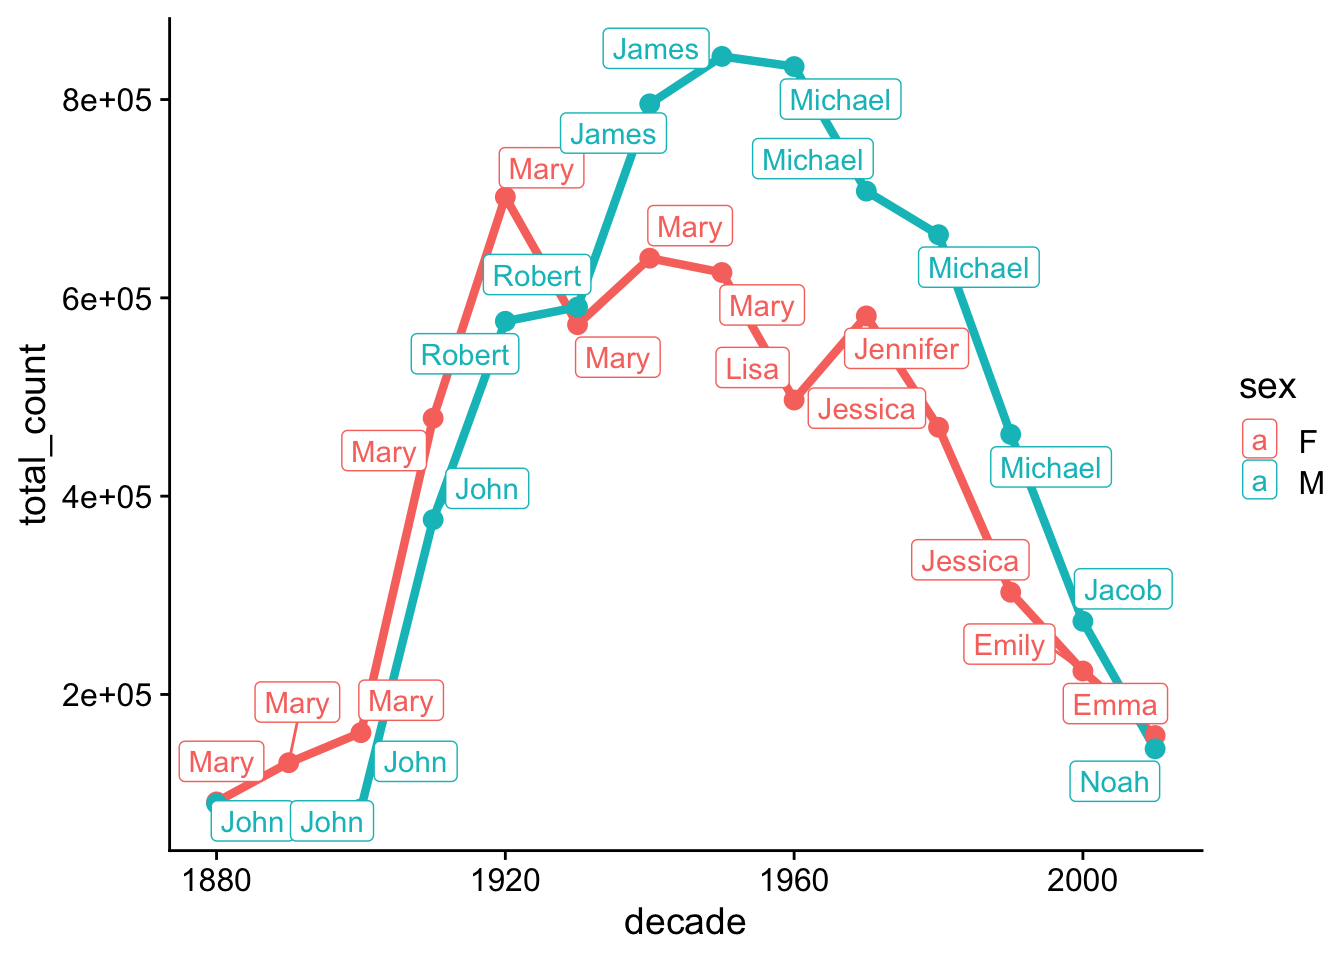 James
8e+05
Michael
James
Michael
Mary
Mary
Michael
Robert
6e+05
Mary
Robert
Mary
Jennifer
Lisa
Jessica
sex
a F
a M
Mary
Michael
John
4e+05
total_count
Jessica
Jacob
Emily
2e+05
Mary
Mary
Emma
Mary
John
Noah
John
John
1880
1920
1960
2000
decade